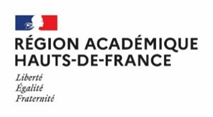 RÉGION ACADÉMIQUE
HAUTS-DE-FRANCE
Liberté
Égalité
Fraternité